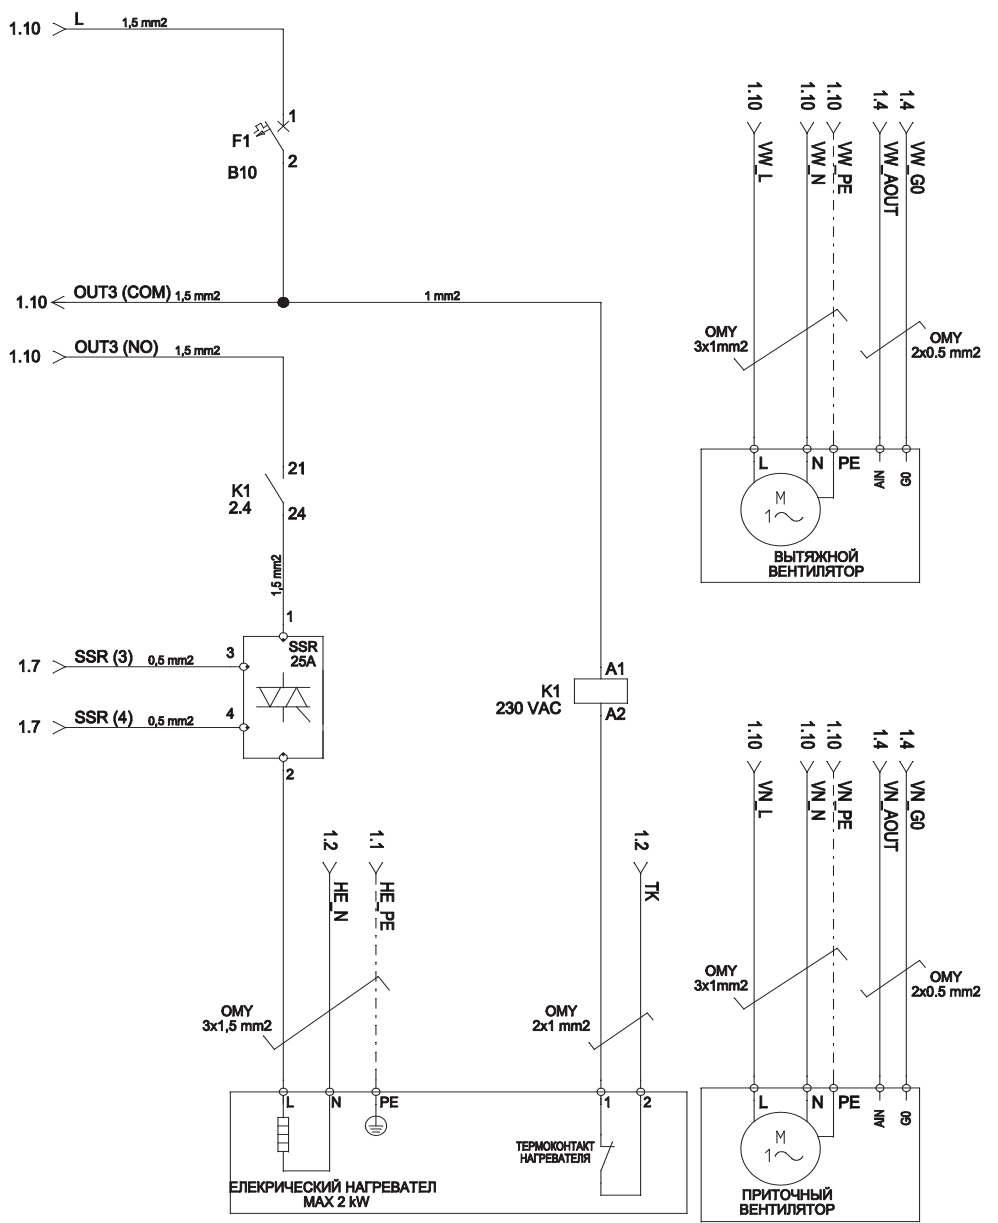 1.10
L
1,5 mm2
1
F1
2
B10
1.10
OUT3 (COM)
1,5 mm2
1 mm2
1.10
OUT3 (NO)
1,5 mm2
21
K1
2.4
24
1,5 mm2
1
SSR
25A
3
1.7
SSR (3)
0,5 mm2
4
1.7
SSR (4)
0,5 mm2
2
A1
K1
230 VAC
A2
1.2
HE_N
1.1
HE_PE
1.2
TK
OMY
3x1,5 mm2
OMY
2x1 mm2
L
N
PE
1
2
ТЕРМОКОНТАКТ
НАГРЕВАТЕЛЯ
ЕЛЕКРИЧЕСКИЙ НАГРЕВАТЕЛ
MAX 2 kW
1.10
VW_L
1.10
VW_N
1.10
VW_PE
1.4
VW_AOUT
1.4
VW_G0
OMY
3x1mm2
OMY
2x0.5 mm2
L
N
PE
AIN
G0
M
1
ВЫТЯЖНОЙ
ВЕНТИЛЯТОР
1.10
VN_L
1.10
VN_N
1.10
VN_PE
1.4
VN_AOUT
1.4
VN_G0
OMY
3x1mm2
OMY
2x0.5 mm2
L
N
PE
AIN
G0
M
1
ПРИТОЧНЫЙ
ВЕНТИЛЯТОР